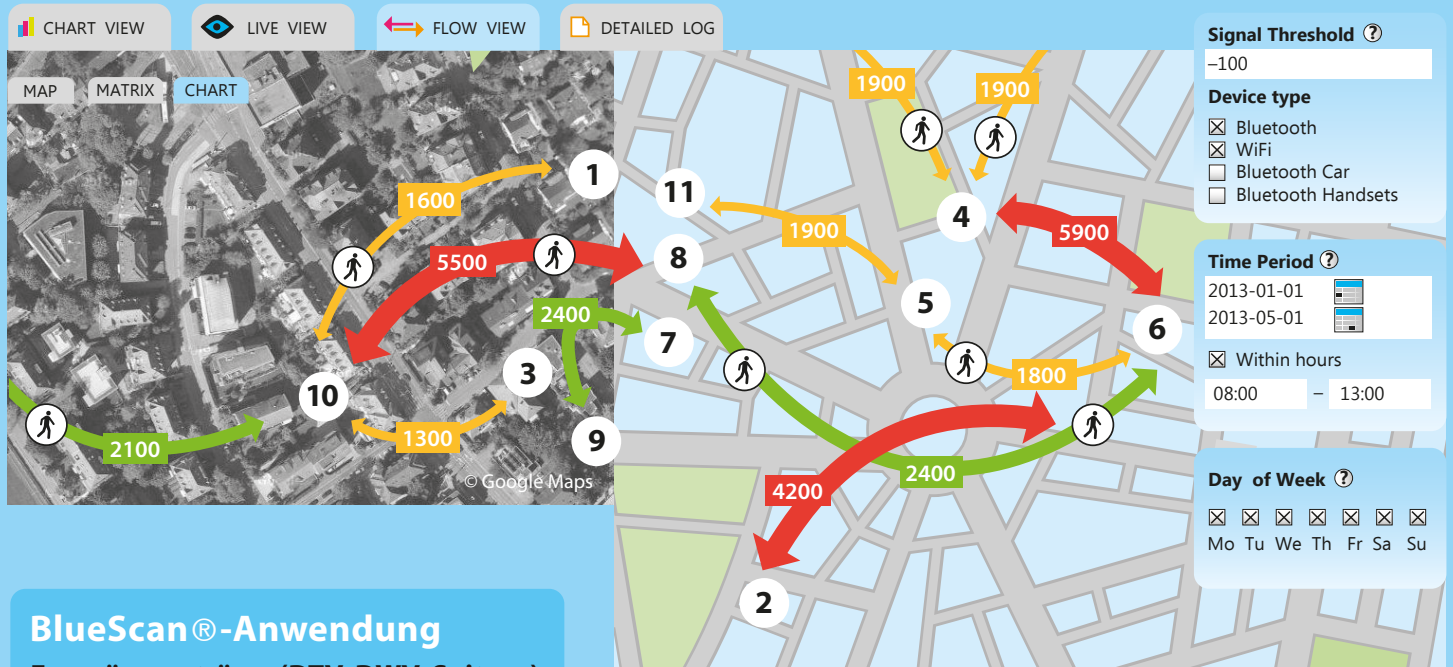 CHART VIEW
LIVE VIEW
FLOW VIEW
DETAILED LOG
MAP
MATRIX
CHART
1600
1
5500
2400
3
10
2100
1300
9
© Google Maps
1900
1900
11
1900
4
5900
8
5
7
6
1800
2400
4200
2
Signal Threshold ?
–100
Device type
Bluetooth
WiFi
Bluetooth Car
Bluetooth Handsets
Time Period ?
2013-01-01
2013-05-01
Within hours
08:00 – 13:00
Day of Week ?
Mo Tu We Th Fr Sa Su
BlueScan®-Anwendung